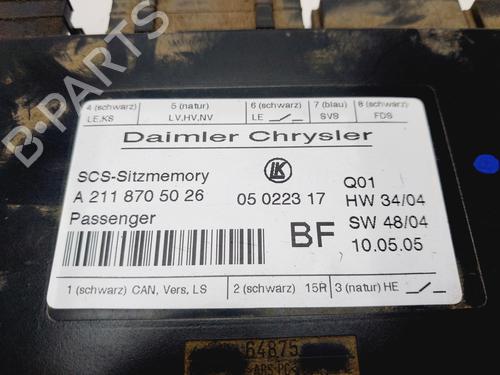 4 (schwarz) 5 (natur) 6 (schwarz) 7 (blau) 8 (schwarz)
LE,KS LV,HV,NV LE SVS FDS
Daimler Chrysler
SCS-Sitzmemory
LK
Q01
A 211 870 50 26 05 0223 17 HW 34/04
Passenger BF SW 48/04
10.05.05
1 (schwarz) CAN, Vers, LS 2 (schwarz) 15R 3 (natur) HE
64875
B-PARTS